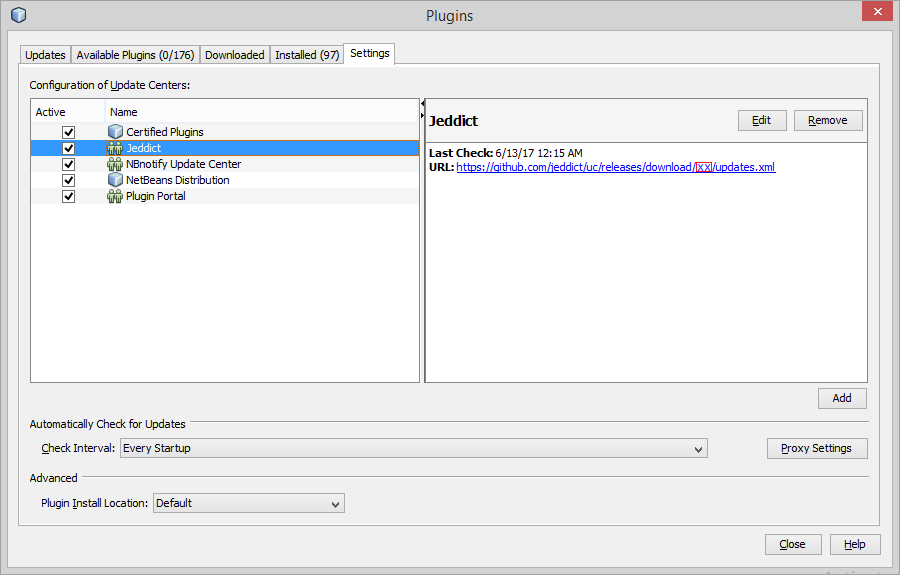 Plugins
Updates Available Plugins (0/176) Downloaded Installed (97) Settings
Configuration of Update Centers:
Active Name
Certified Plugins
Jeddict
NBnotify Update Center
NetBeans Distribution
Plugin Portal
Jeddict Edit Remove
Last Check: 6/13/17 12:15 AM
URL: https://github.com/jeddict/uc/releases/download/XX/updates.xml
Add
Automatically Check for Updates
Check Interval: Every Startup Proxy Settings
Advanced
Plugin Install Location: Default
Close Help